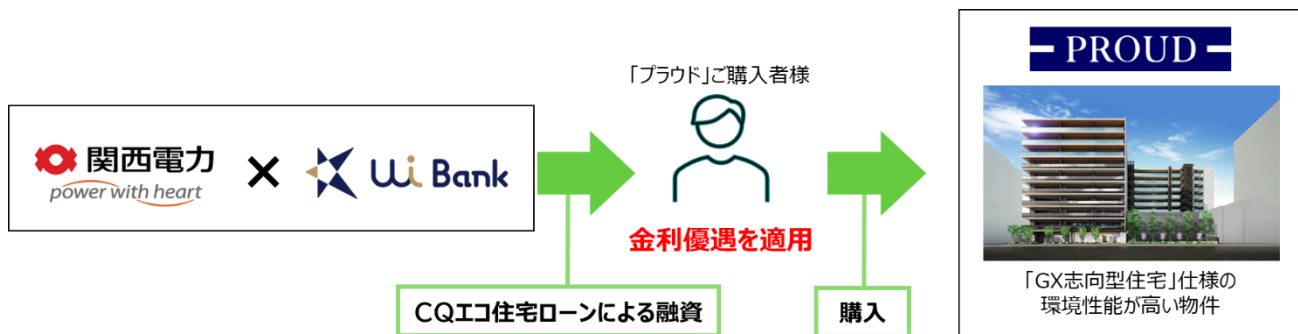 関西電力
power with heart
×
UI Bank
「プラウド」ご購入者様
金利優遇を適用
CQエコ住宅ローンによる融資
購入
PROUD
「GX志向型住宅」仕様の
環境性能が高い物件